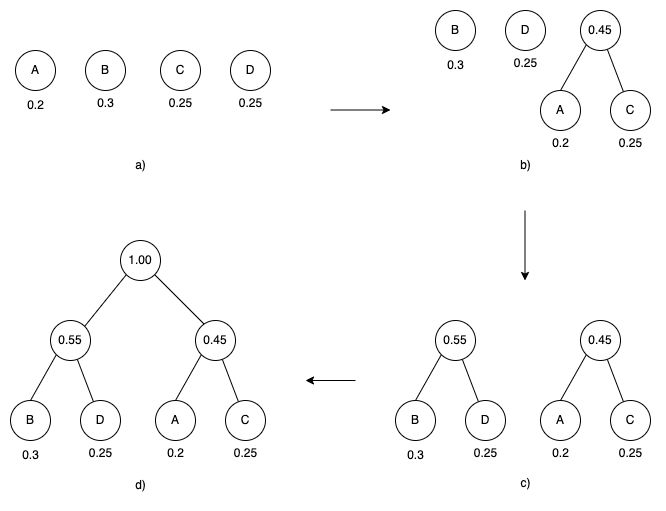 A B C D
0.2 0.3 0.25 0.25
a)
B D 0.45
0.3 0.25
A C
0.2 0.25
b)
0.55 0.45
B D A C
0.3 0.25 0.2 0.25
c)
1.00
0.55 0.45
B D A C
0.3 0.25 0.2 0.25
d)